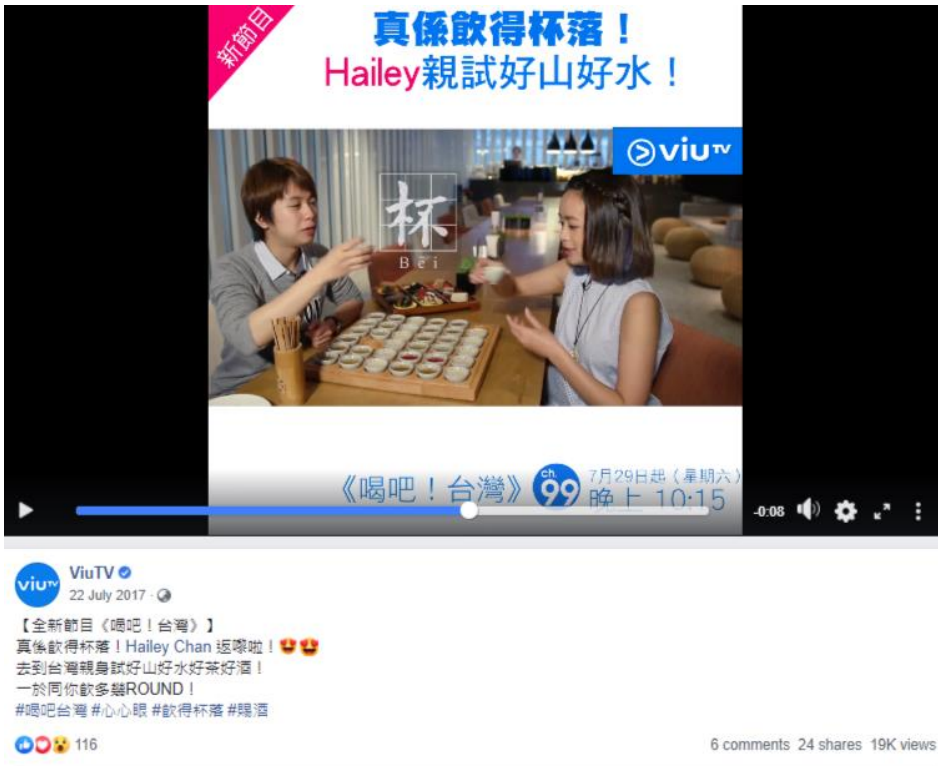 新節目
真係飲得杯落！
Hailey親試好山好水！
viuTV
杯
Bēi
《喝吧！台灣》
ch.
99
7月29日起（星期六）
晚上 10:15
-0:08
viuTV
ViuTV
22 July 2017 ·
【全新節目《喝吧！台灣》】
真係飲得杯落！Hailey Chan 返嚟啦！🤩🤩
去到台灣親身試好山好水好茶好酒！
一於同你飲多幾ROUND！
#喝吧台灣 #心心眼 #飲得杯落 #賜酒
116
6 comments 24 shares 19K views